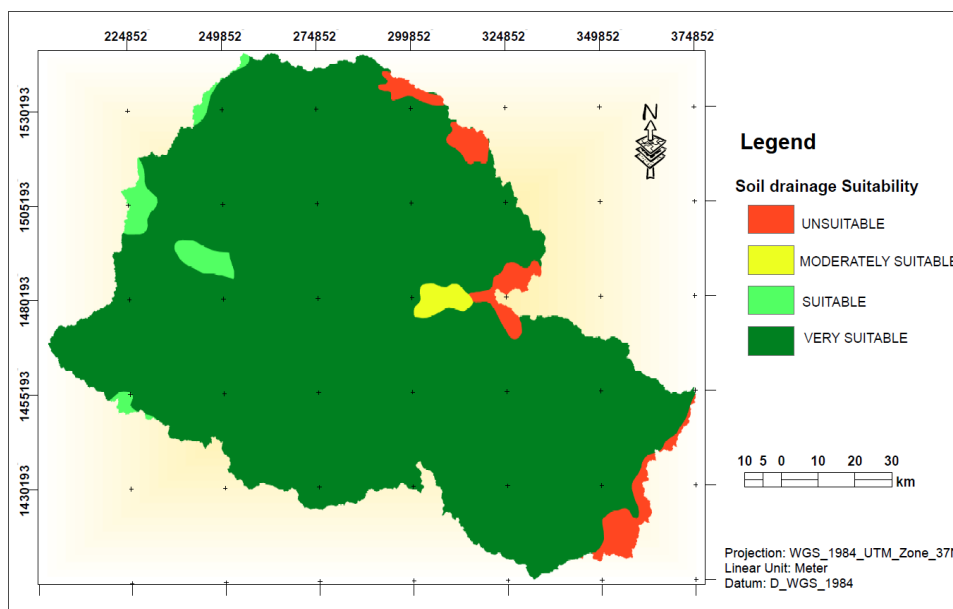 224852 249852 274852 299852 324852 349852 374852
1530193
1505193
1480193
1455193
1430193
N
Legend
Soil drainage Suitability
UNSUITABLE
MODERATELY SUITABLE
SUITABLE
VERY SUITABLE
10 5 0 10 20 30
km
Projection: WGS_1984_UTM_Zone_37N
Linear Unit: Meter
Datum: D_WGS_1984